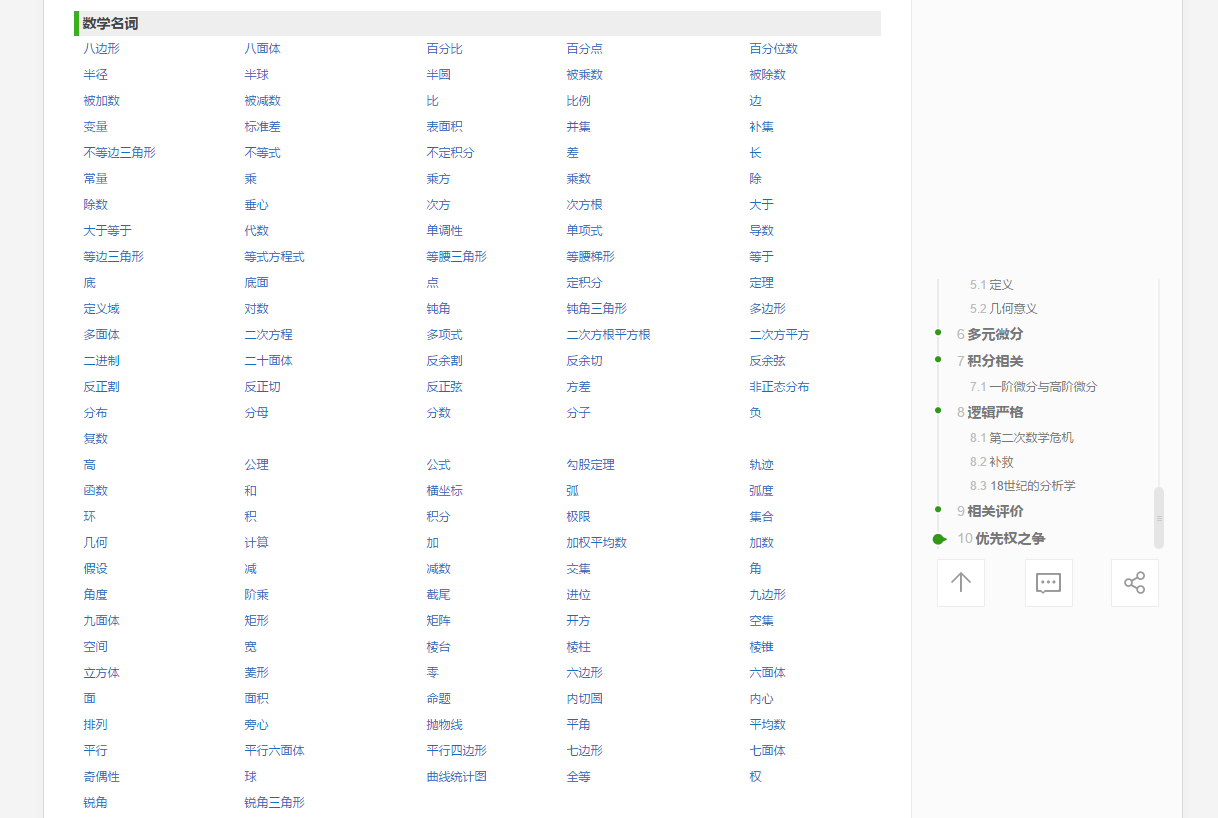 数学名词
八边形 八面体 百分比 百分点 百分位数
半径 半球 半圆 被乘数 被除数
被加数 被减数 比 比例 边
变量 标准差 表面积 并集 补集
不等边三角形 不等式 不定积分 差 长
常量 乘 乘方 乘数 除
除数 垂心 次方 次方根 大于
大于等于 代数 单调性 单项式 导数
等边三角形 等式方程式 等腰三角形 等腰梯形 等于
底 底面 点 定积分 定理
定义域 对数 钝角 钝角三角形 多边形
多面体 二次方程 多项式 二次方根平方根 二次方平方
二进制 二十面体 反余割 反余切 反余弦
反正割 反正切 反正弦 方差 非正态分布
分布 分母 分数 分子 负
复数
高 公理 公式 勾股定理 轨迹
函数 和 横坐标 弧 弧度
环 积 积分 极限 集合
几何 计算 加 加权平均数 加数
假设 减 减数 交集 角
角度 阶乘 截尾 进位 九边形
九面体 矩形 矩阵 开方 空集
空间 宽 棱台 棱柱 棱锥
立方体 菱形 零 六边形 六面体
面 面积 命题 内切圆 内心
排列 旁心 抛物线 平角 平均数
平行 平行六面体 平行四边形 七边形 七面体
奇偶性 球 曲线统计图 全等 权
锐角 锐角三角形
5.1 定义
5.2 几何意义
6 多元微分
7 积分相关
7.1 一阶微分与高阶微分
8 逻辑严格
8.1 第二次数学危机
8.2 补救
8.3 18世纪的分析学
9 相关评价
10 优先权之争